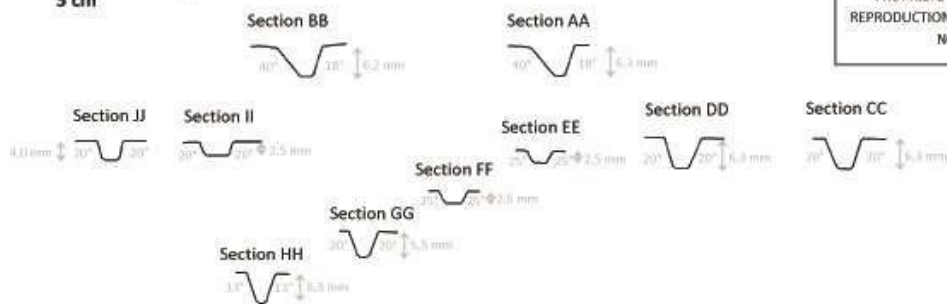 5 cm
REPRODUCTION
Section BB
Section AA
40° 18° 6,2 mm
40° 18° 6,3 mm
Section JJ
Section II
Section DD
Section CC
Section EE
4,0 mm 20° 20°
20° 20° 2,5 mm
25° 25° 2,5 mm
20° 20° 6,3 mm
20° 20° 6,3 mm
Section FF
25° 25° 2,5 mm
Section GG
20° 20° 5,5 mm
Section HH
13° 13°